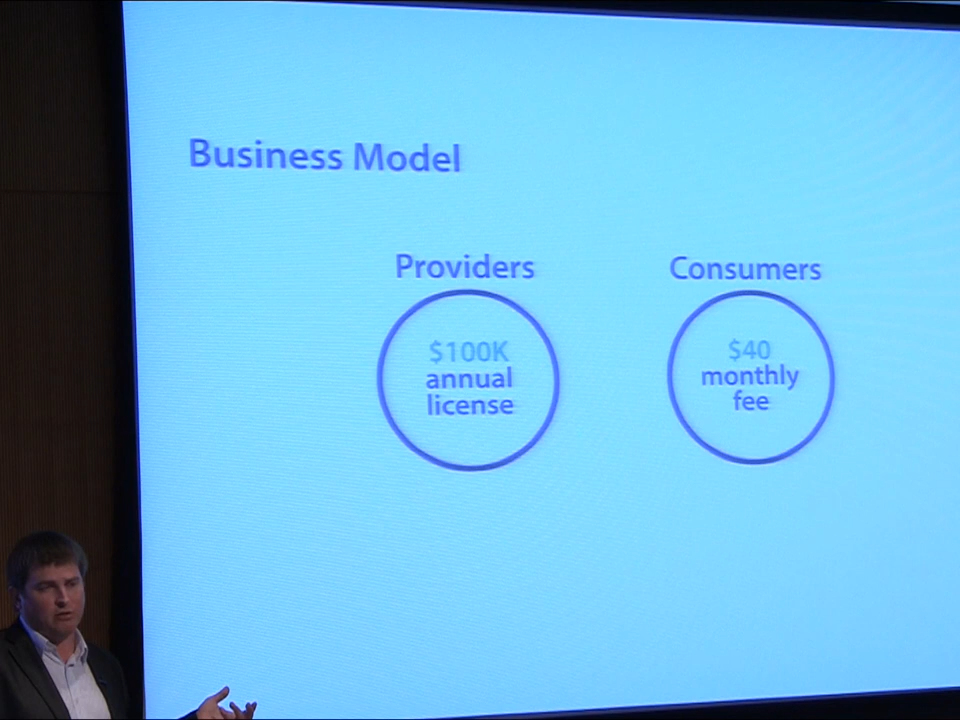 Business Model
Providers
$100K
annual
license
Consumers
$40
monthly
fee